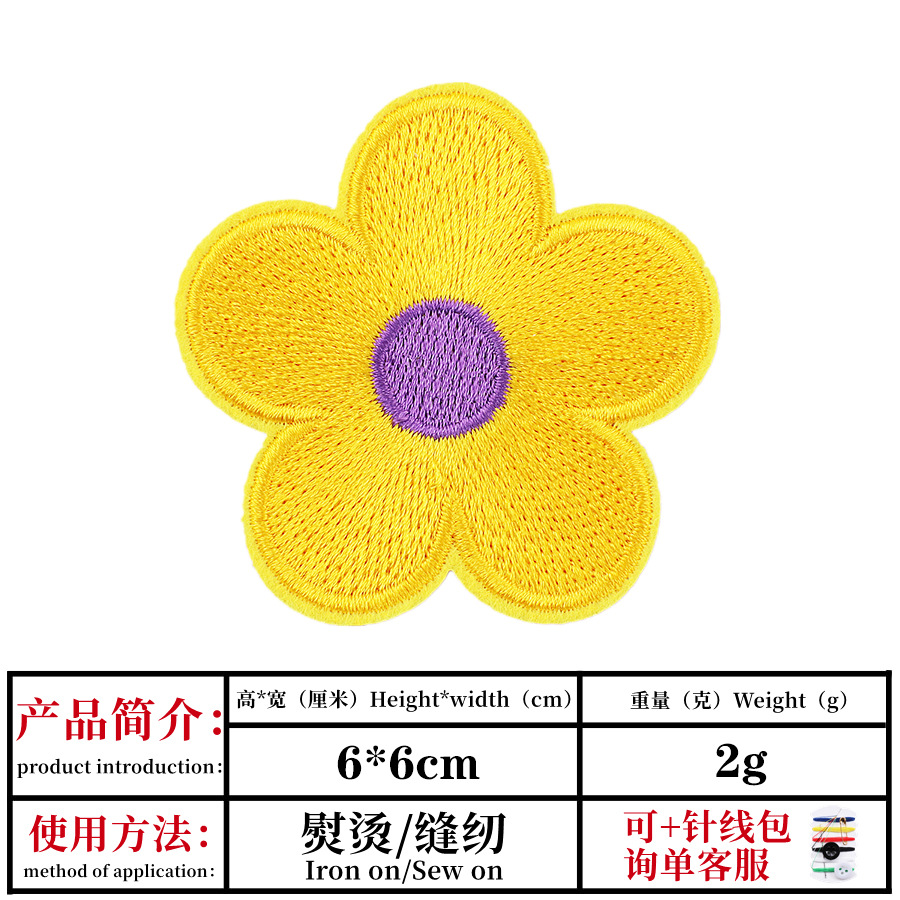 产品简介：
product introduction：
高*宽（厘米）Height*width（cm）
重量（克）Weight（g）
6*6cm
2g
使用方法：
method of application：
熨烫/缝纫
Iron on/Sew on
可+针线包
询单客服